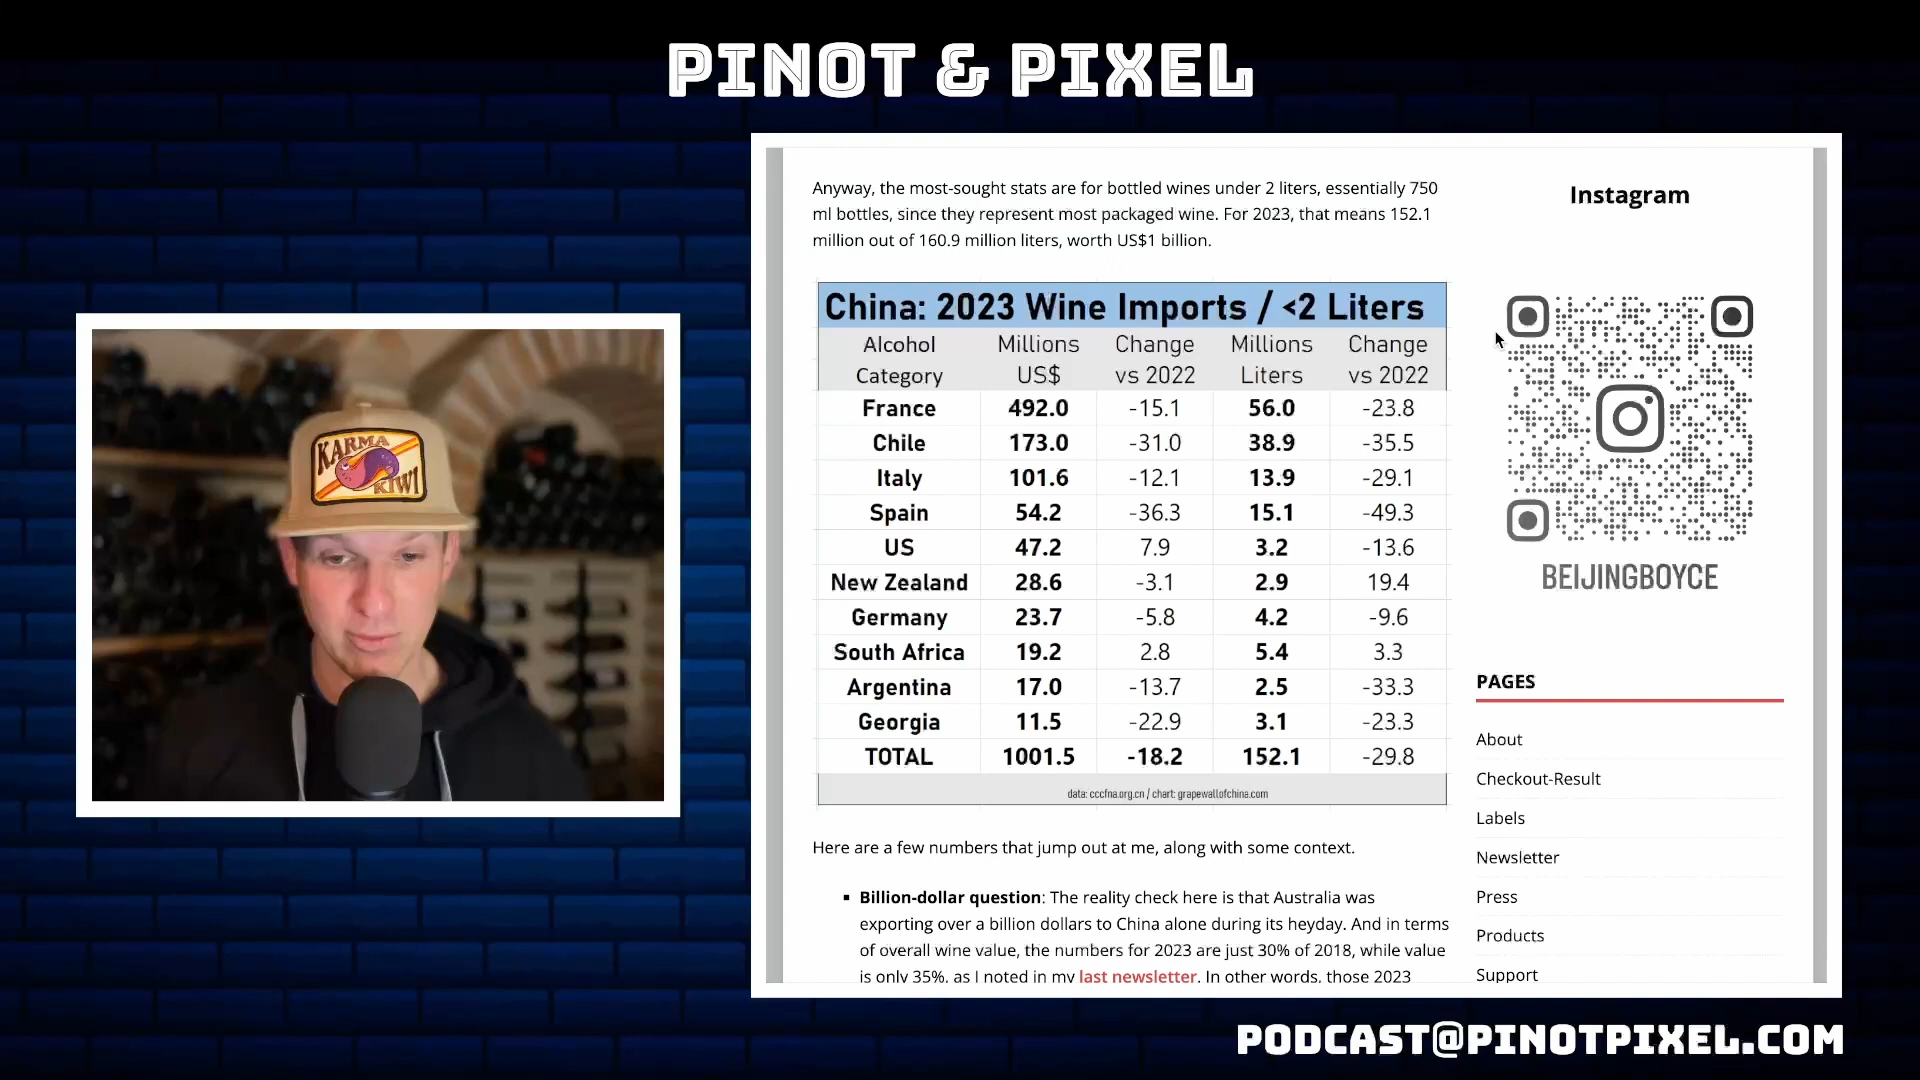 PINOT & PIXEL
KARMA
KIWI
Anyway, the most-sought stats are for bottled wines under 2 liters, essentially 750
ml bottles, since they represent most packaged wine. For 2023, that means 152.1
million out of 160.9 million liters, worth US$1 billion.
China: 2023 Wine Imports / <2 Liters
Alcohol Category Millions US$ Change vs 2022 Millions Liters Change vs 2022
France 492.0 -15.1 56.0 -23.8
Chile 173.0 -31.0 38.9 -35.5
Italy 101.6 -12.1 13.9 -29.1
Spain 54.2 -36.3 15.1 -49.3
US 47.2 7.9 3.2 -13.6
New Zealand 28.6 -3.1 2.9 19.4
Germany 23.7 -5.8 4.2 -9.6
South Africa 19.2 2.8 5.4 3.3
Argentina 17.0 -13.7 2.5 -33.3
Georgia 11.5 -22.9 3.1 -23.3
TOTAL 1001.5 -18.2 152.1 -29.8
data: cccfna.org.cn / chart: grapewallofchina.com
Here are a few numbers that jump out at me, along with some context.
▪ Billion-dollar question: The reality check here is that Australia was
exporting over a billion dollars to China alone during its heyday. And in terms
of overall wine value, the numbers for 2023 are just 30% of 2018, while value
is only 35%, as I noted in my last newsletter. In other words, those 2023
Instagram
BEIJINGBOYCE
PAGES
About
Checkout-Result
Labels
Newsletter
Press
Products
Support
PODCAST@PINOTPIXEL.COM